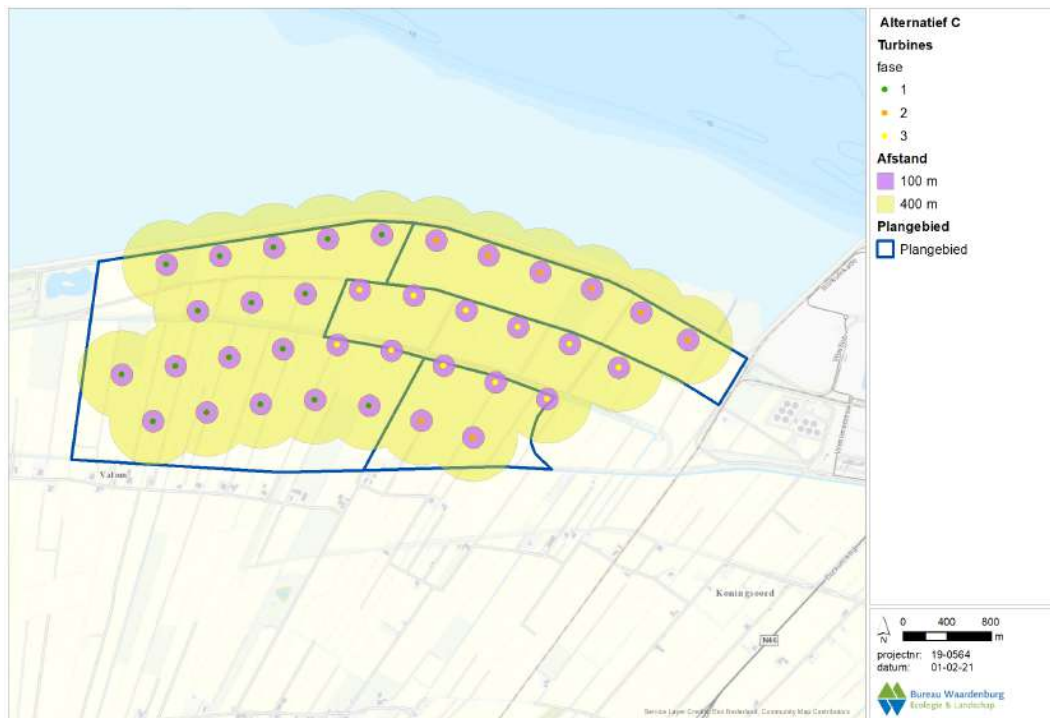 Alternatief C
Turbines
fase
1
2
3
Afstand
100 m
400 m
Plangebied
Plangebied
Valom
Koningsoord
N46
N
0 400 800
m
projectnr: 19-0564
datum: 01-02-21
Bureau Waardenburg
Ecologie & Landschap